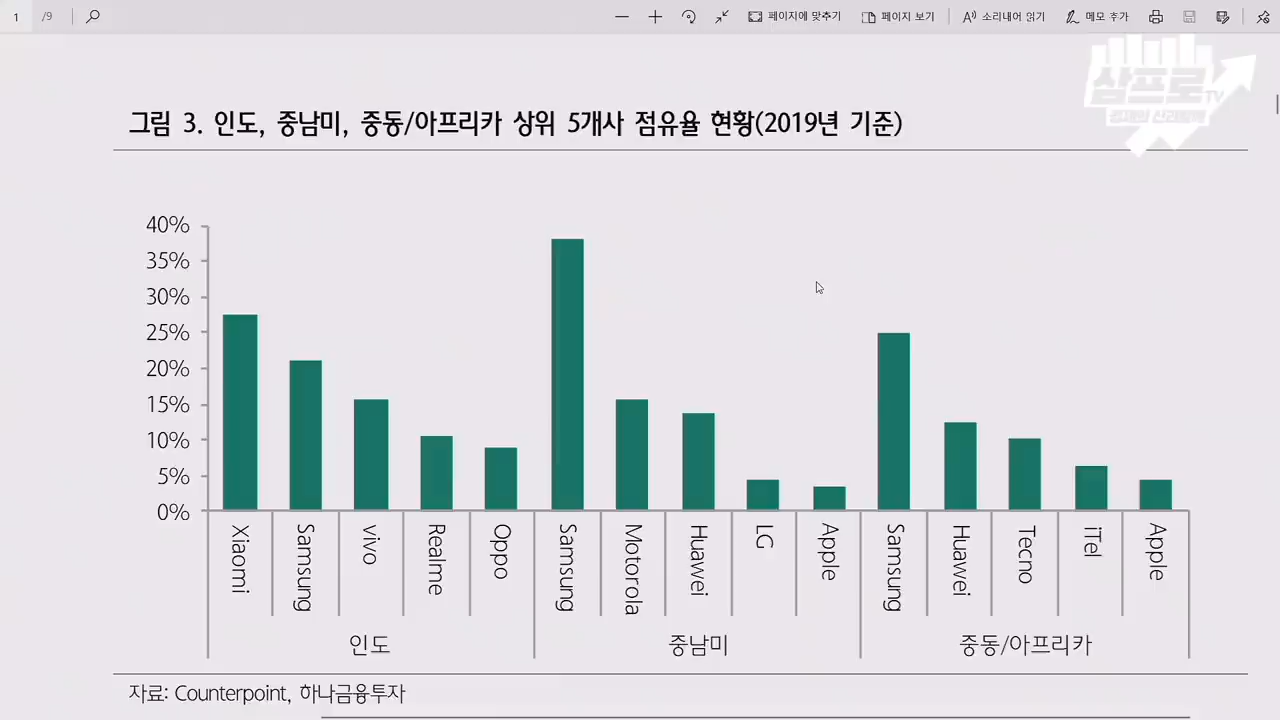 1 /9 페이지에 맞추기 페이지 보기 소리내어 읽기 메모 추가
삼프로TV
그림 3. 인도, 중남미, 중동/아프리카 상위 5개사 점유율 현황(2019년 기준)
40%
35%
30%
25%
20%
15%
10%
5%
0%
Xiaomi
Samsung
vivo
Realme
Oppo
Samsung
Motorola
Huawei
LG
Apple
Samsung
Huawei
Tecno
iTel
Apple
인도 중남미 중동/아프리카
자료: Counterpoint, 하나금융투자